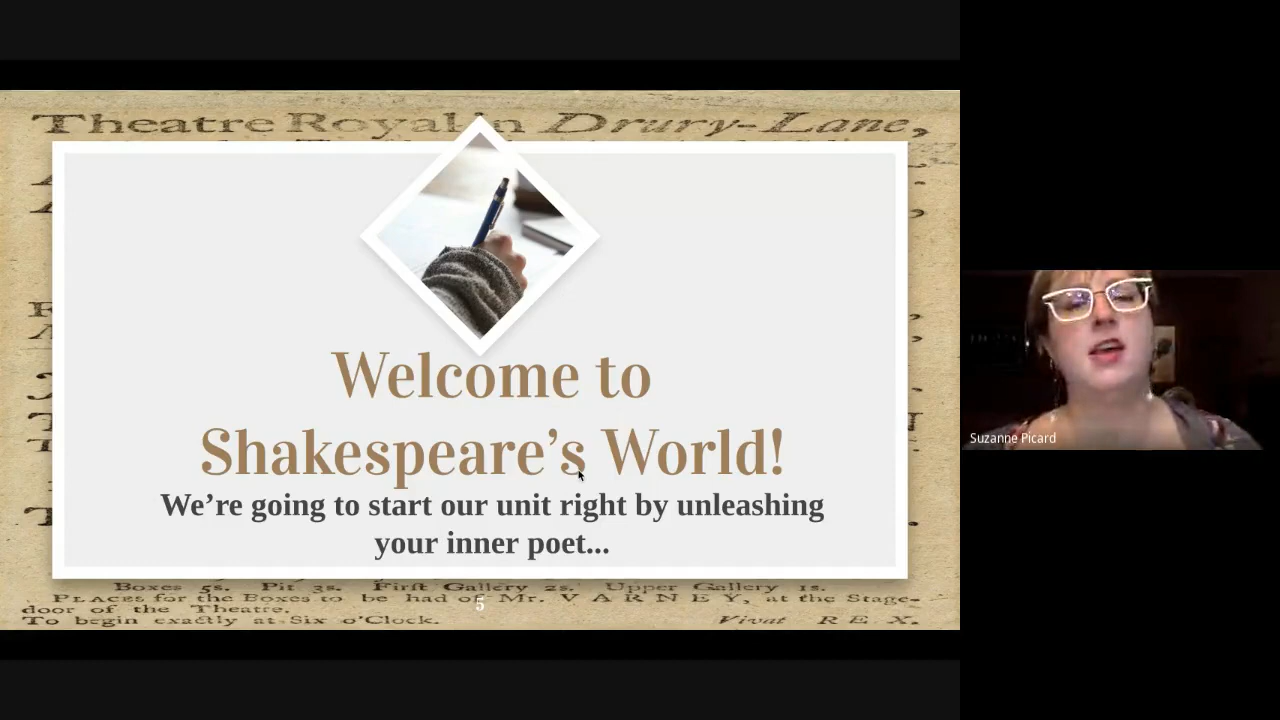 Theatre Royal in Drury-Lane,
Welcome to
Shakespeare’s World!
We’re going to start our unit right by unleashing
your inner poet...
Boxes 5s. Pit 3s. Firſt Gallery 2s. Upper Gallery 1s.
PLACES for the Boxes to be had of Mr. VARNEY, at the Stage-
door of the Theatre.
To begin exactly at Six o’Clock. Vivat REX.
5
Suzanne Picard